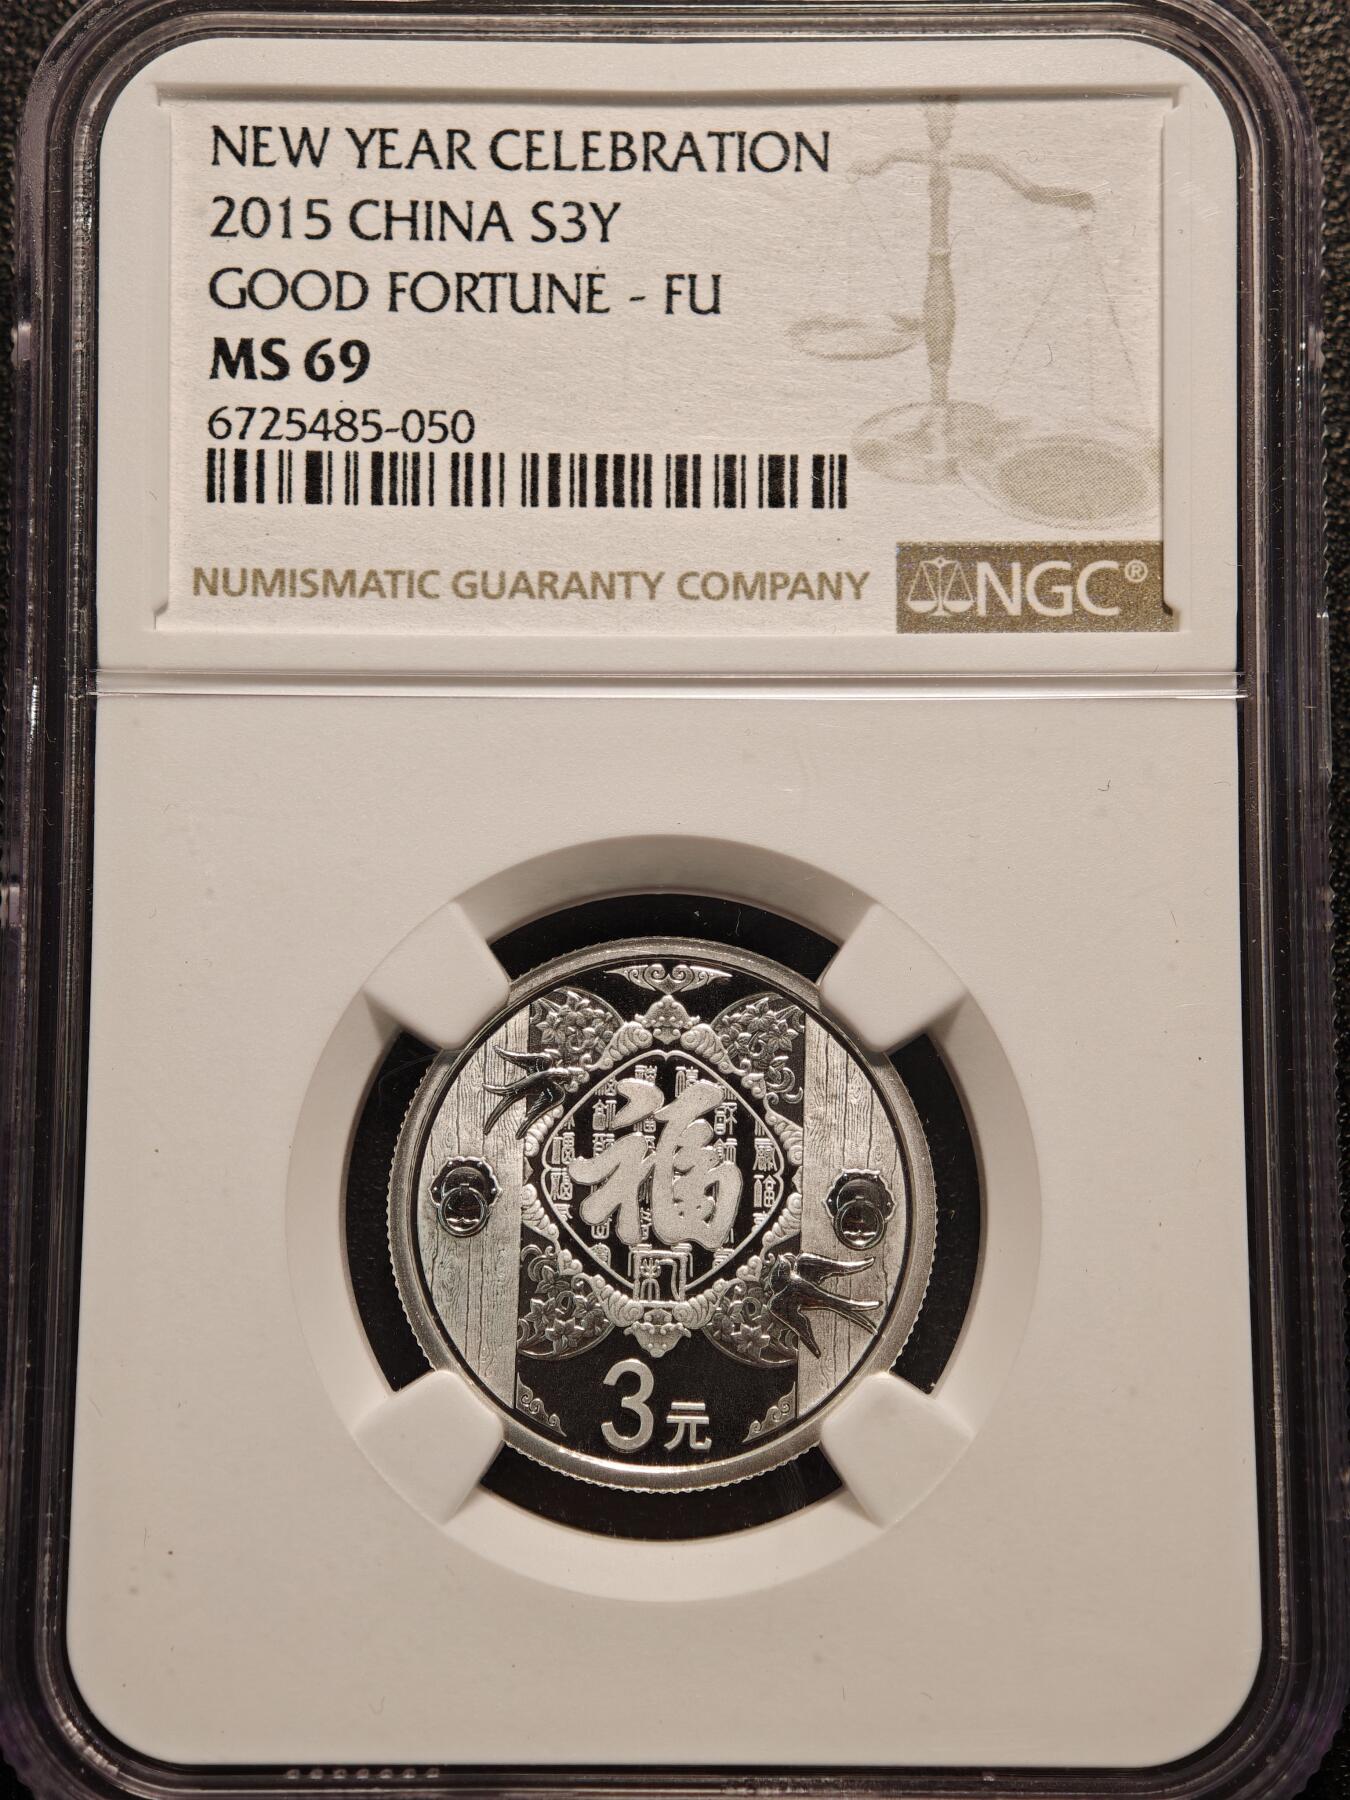 NEW YEAR CELEBRATION
2015 CHINA S3Y
GOOD FORTUNE - FU
MS 69
6725485-050
NUMISMATIC GUARANTY COMPANY
NGC®
福
3元